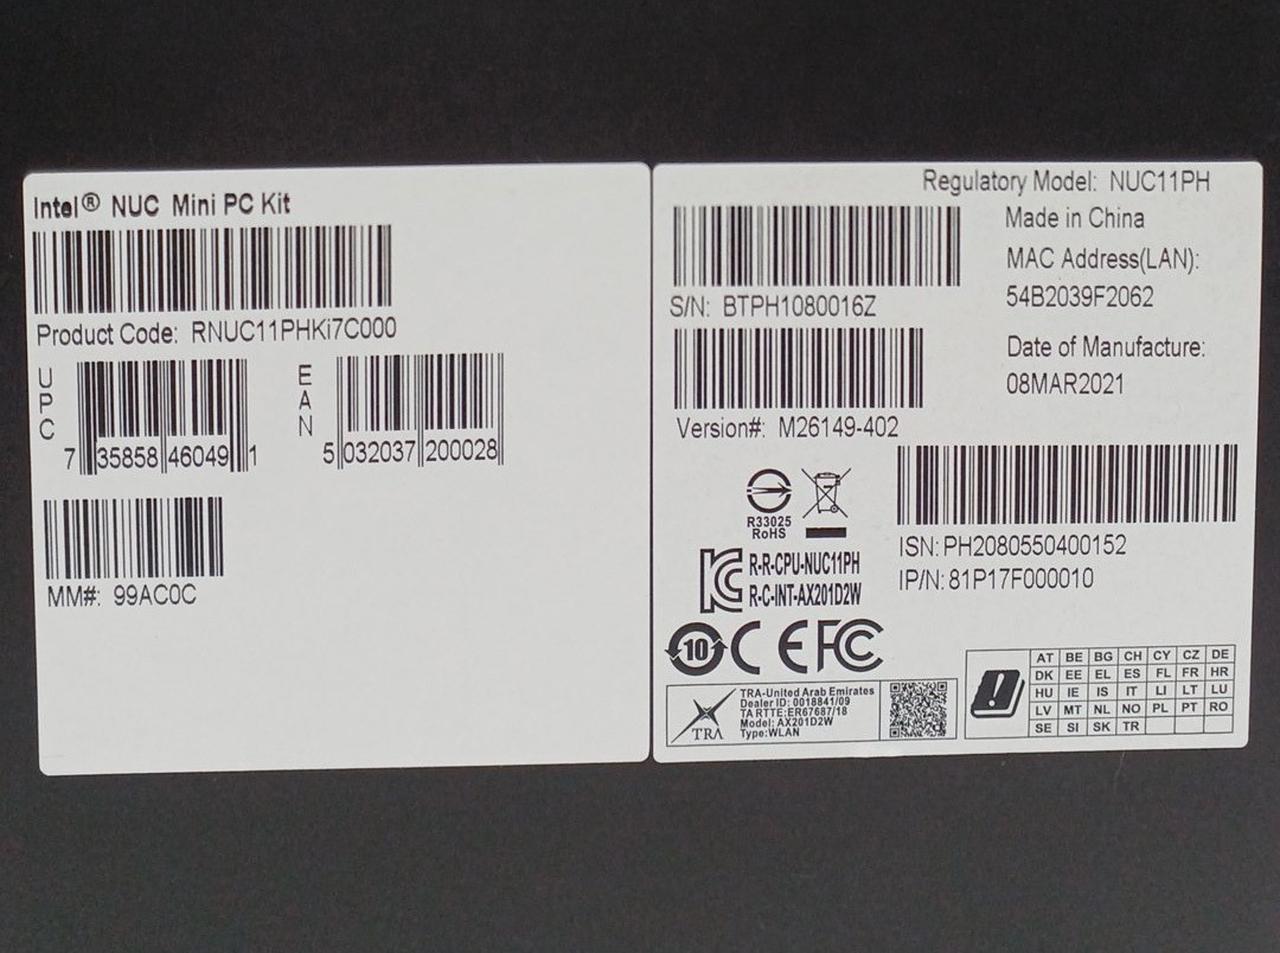 Intel® NUC Mini PC Kit
Product Code: RNUC11PHKi7C000
UPC
7 35858 46049 1
EAN
5 032037 200028
MM#: 99AC0C
Regulatory Model: NUC11PH
Made in China
MAC Address(LAN):
54B2039F2062
S/N: BTPH1080016Z
Date of Manufacture:
08MAR2021
Version#: M26149-402
R33025
RoHS
ISN: PH2080550400152
IP/N: 81P17F000010
R-R-CPU-NUC11PH
R-C-INT-AX201D2W
10 CE FC
TRA
TRA-United Arab Emirates
Dealer ID: 0018841/09
TA RTTE:ER67687/18
Model: AX201D2W
Type:WLAN
AT BE BG CH CY CZ DE
DK EE EL ES FL FR HR
HU IE IS IT LI LT LU
LV MT NL NO PL PT RO
SE SI SK TR